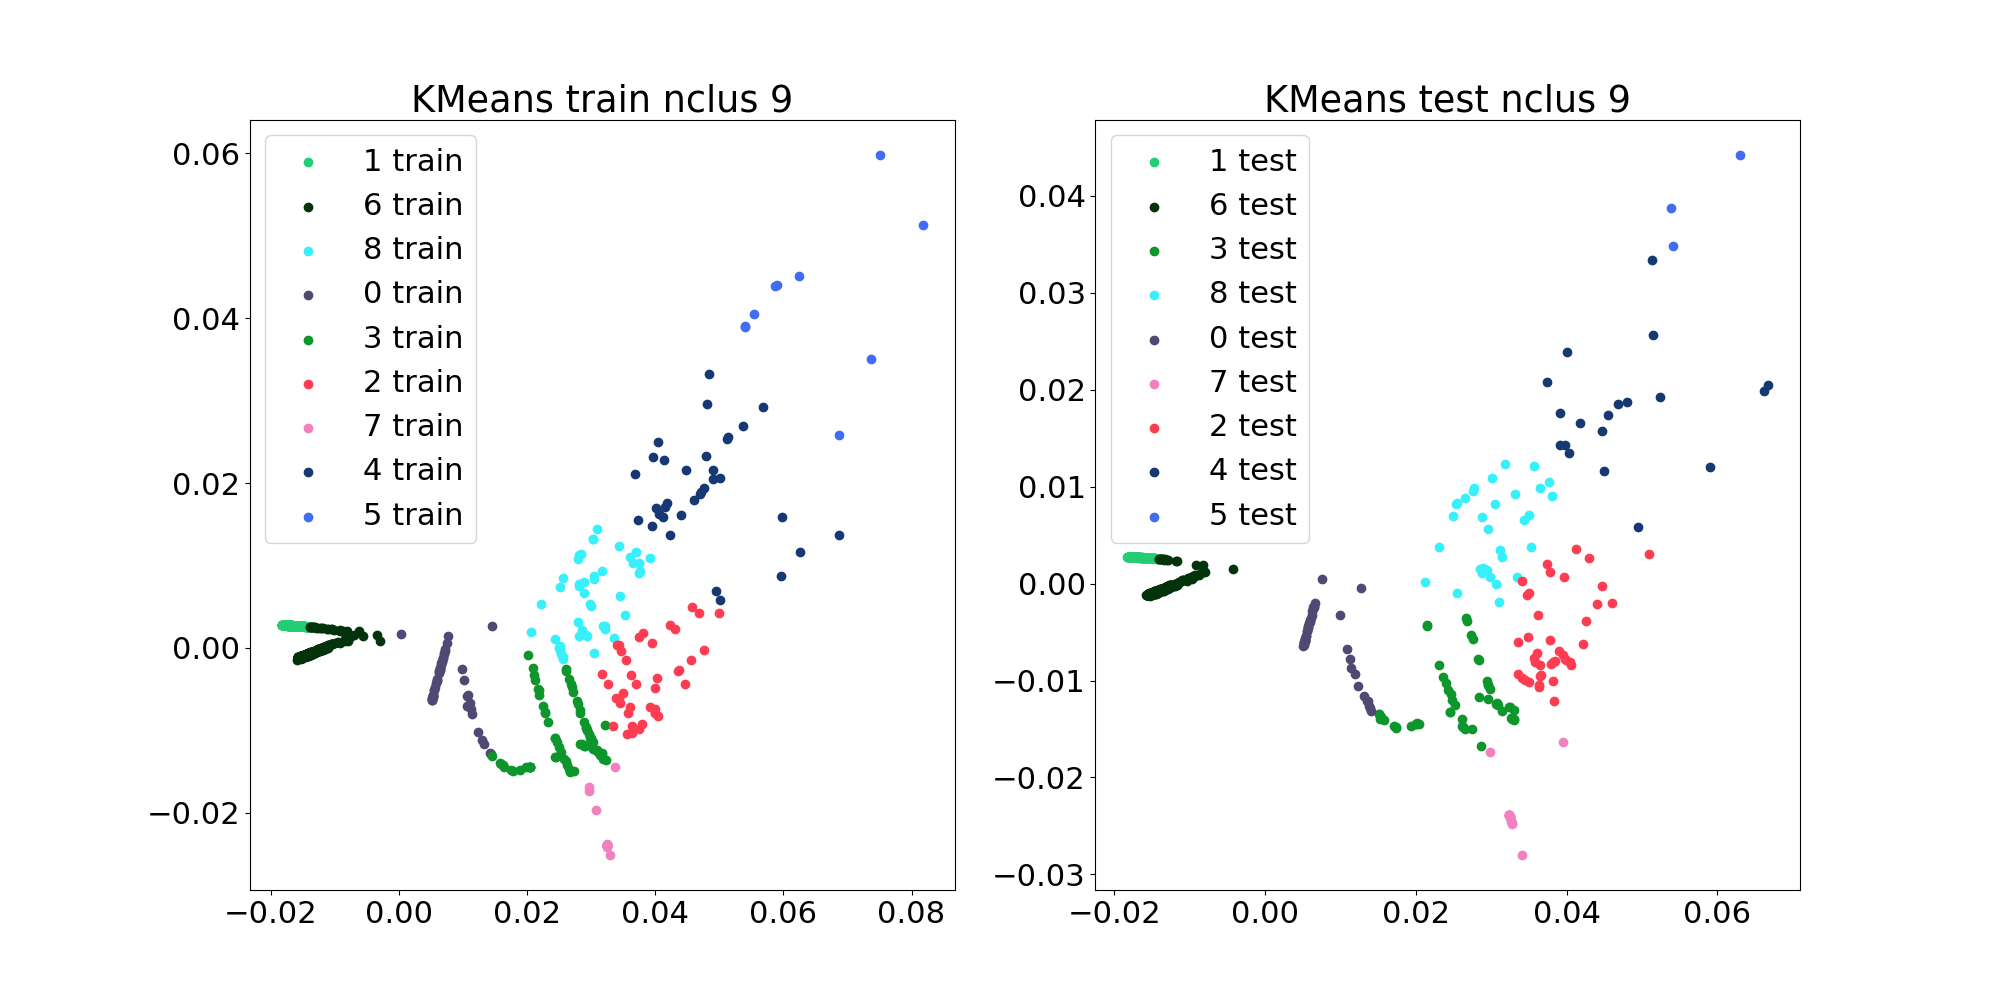 KMeans train nclus 9
0.06
0.04
0.02
0.00
−0.02
1 train
6 train
8 train
0 train
3 train
2 train
7 train
4 train
5 train
−0.02 0.00 0.02 0.04 0.06 0.08
KMeans test nclus 9
0.04
0.03
0.02
0.01
0.00
−0.01
−0.02
−0.03
1 test
6 test
3 test
8 test
0 test
7 test
2 test
4 test
5 test
−0.02 0.00 0.02 0.04 0.06